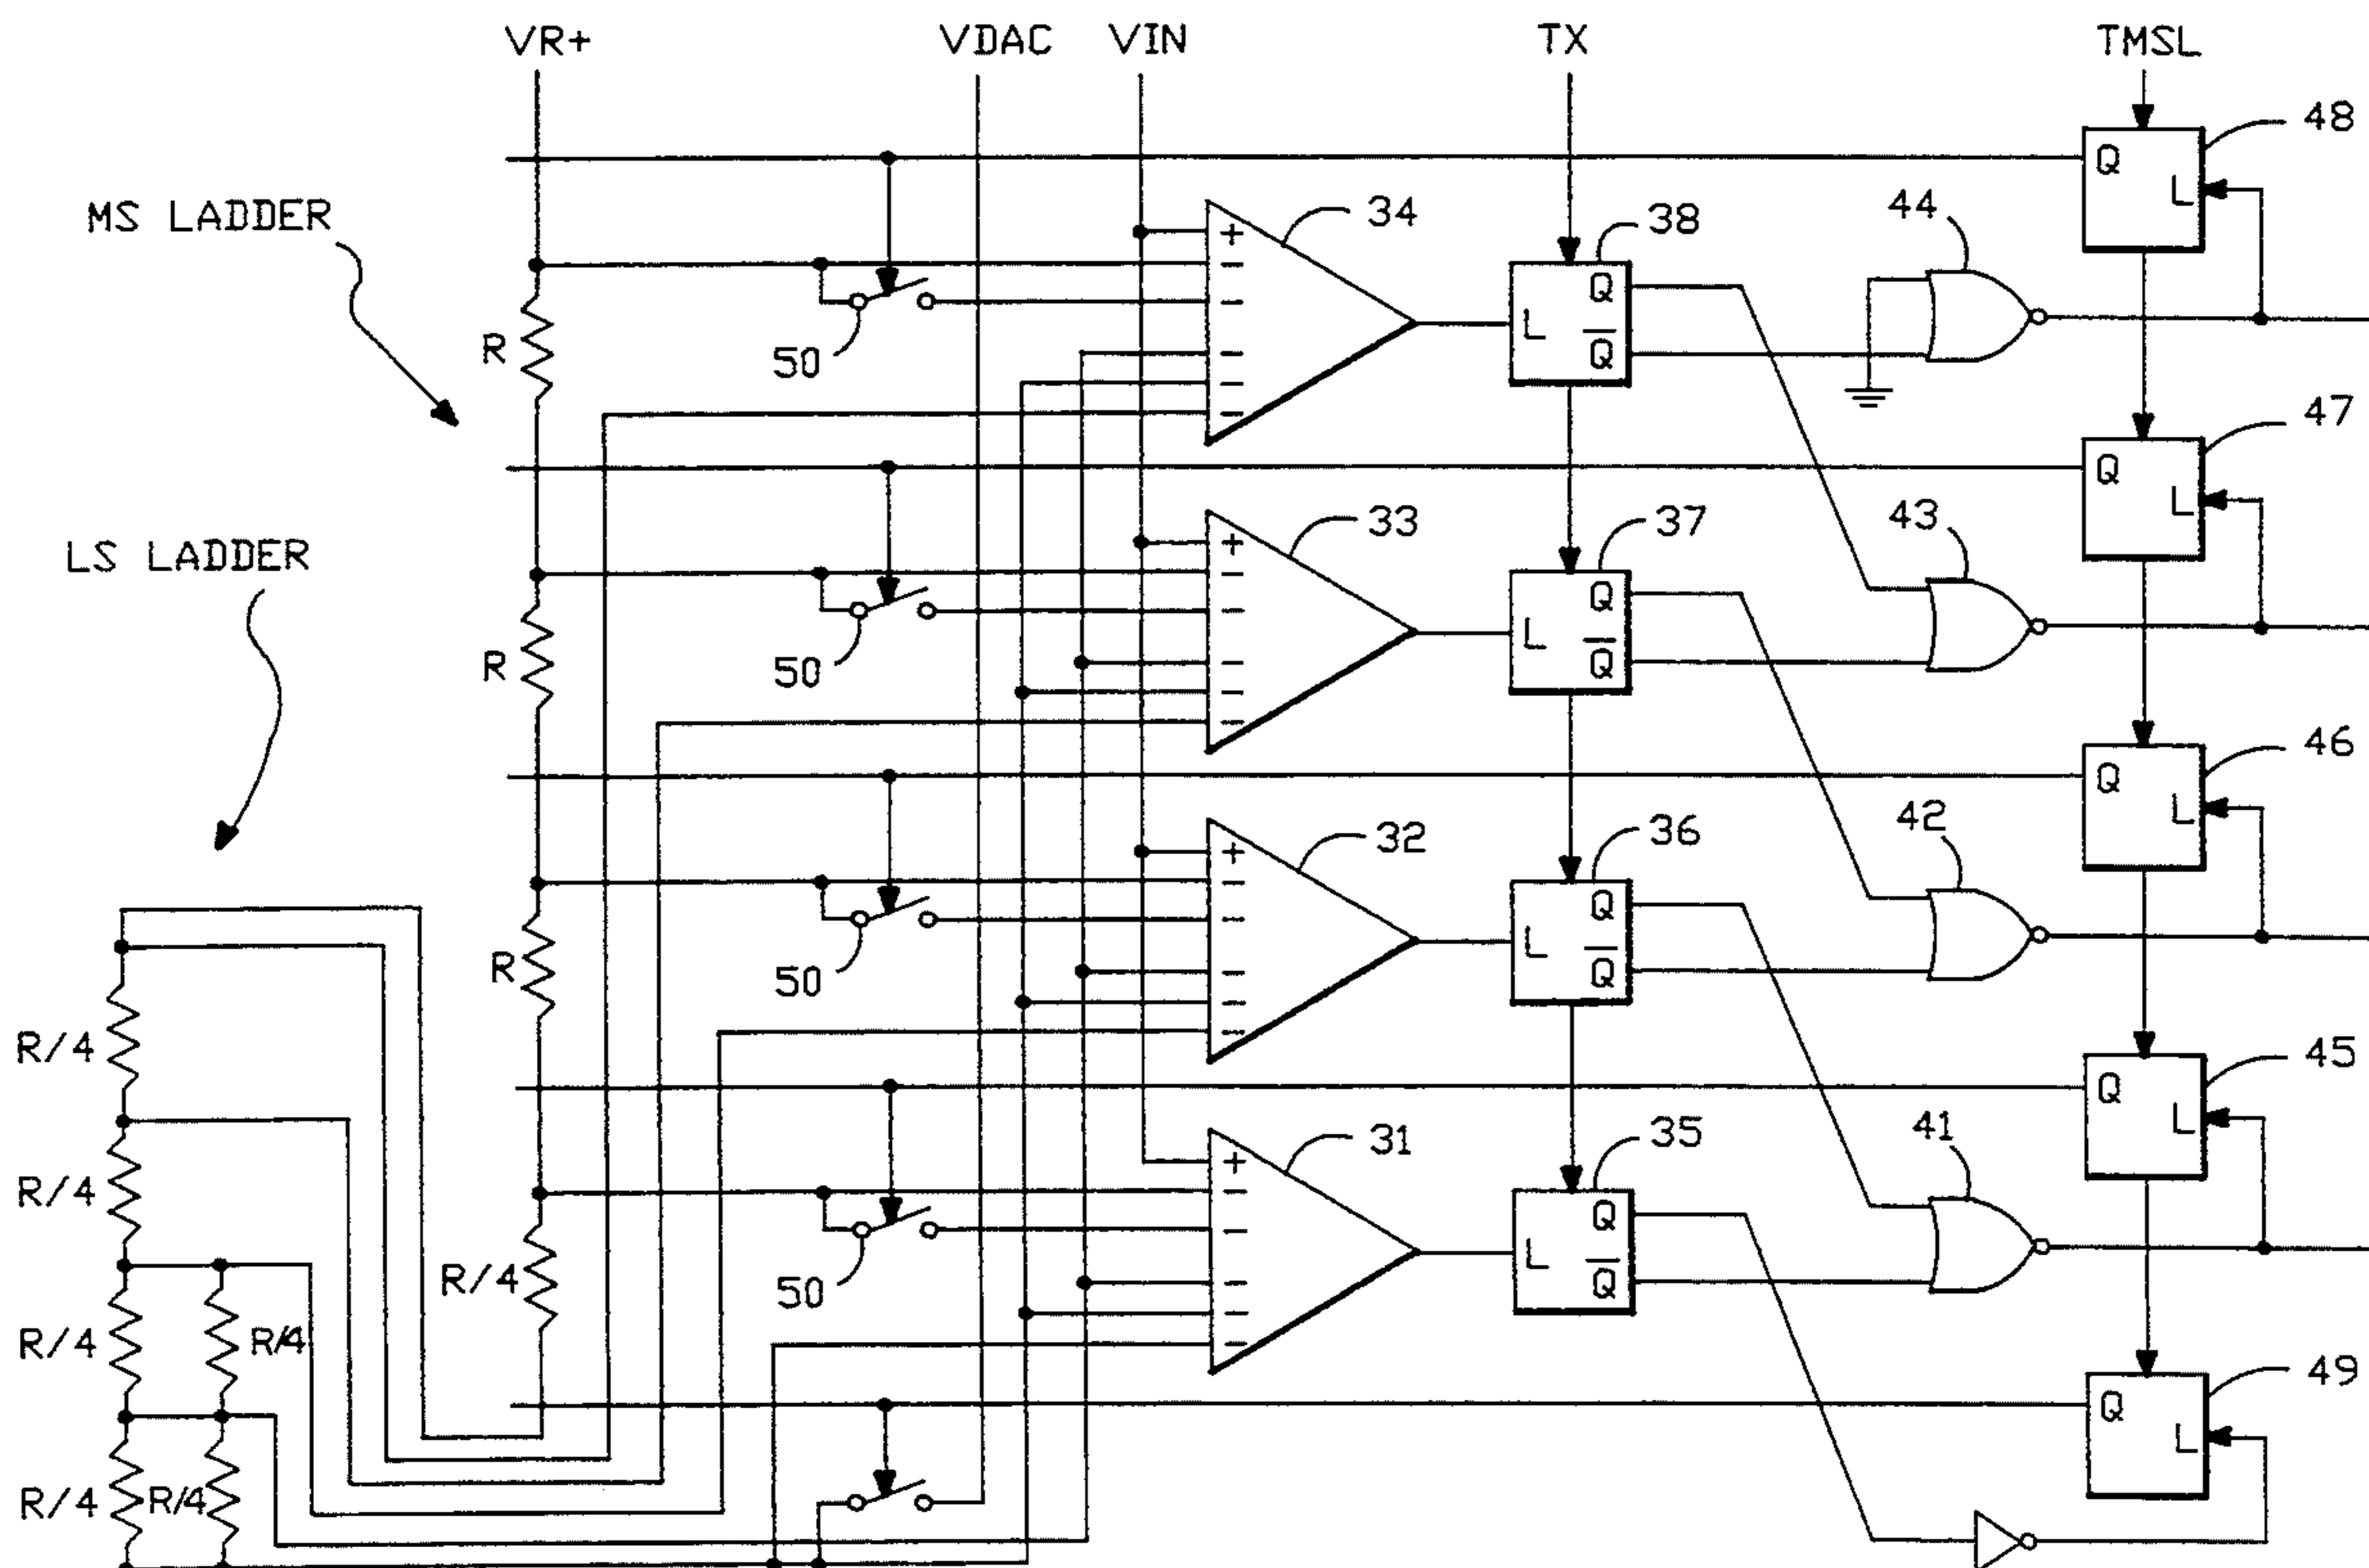 VR+ VDAC VIN TX TMSL
48
Q L
MS LADDER
+ 34 38 44
− Q
−
R 50 L
− Q̅
−
−
47
Q L
LS LADDER
+ 33 37 43
− Q
−
R 50 L
− Q̅
−
−
46
Q L
+ 32 36 42
− Q
−
R 50 L
− Q̅
−
−
R/4
45
Q L
+ 31 35 41
− Q
R/4 −
R/4 50 L
− Q̅
−
R/4 R/4 −
49
Q L
R/4 R/4